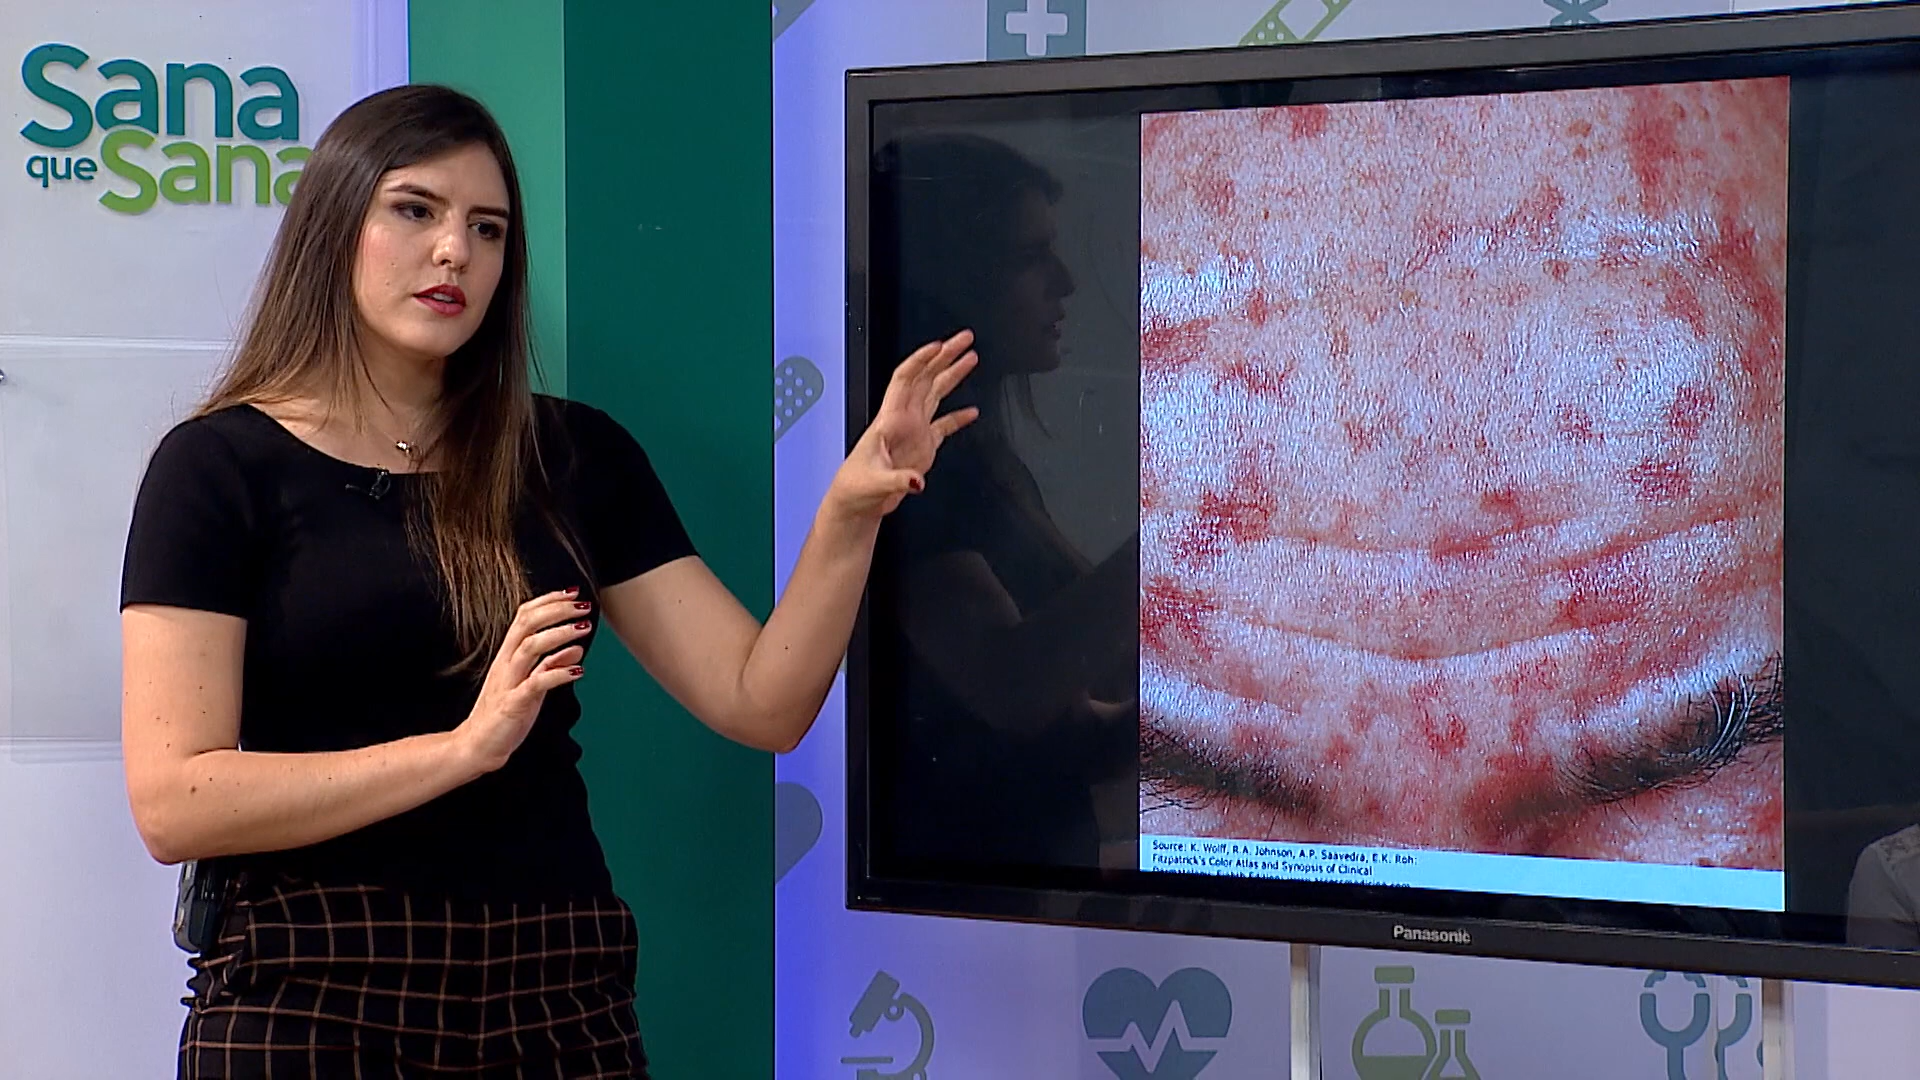 Sana
que Sana
Source: K. Wolff, R.A. Johnson, A.P. Saavedra, E.K. Roh:
Fitzpatrick's Color Atlas and Synopsis of Clinical
Panasonic